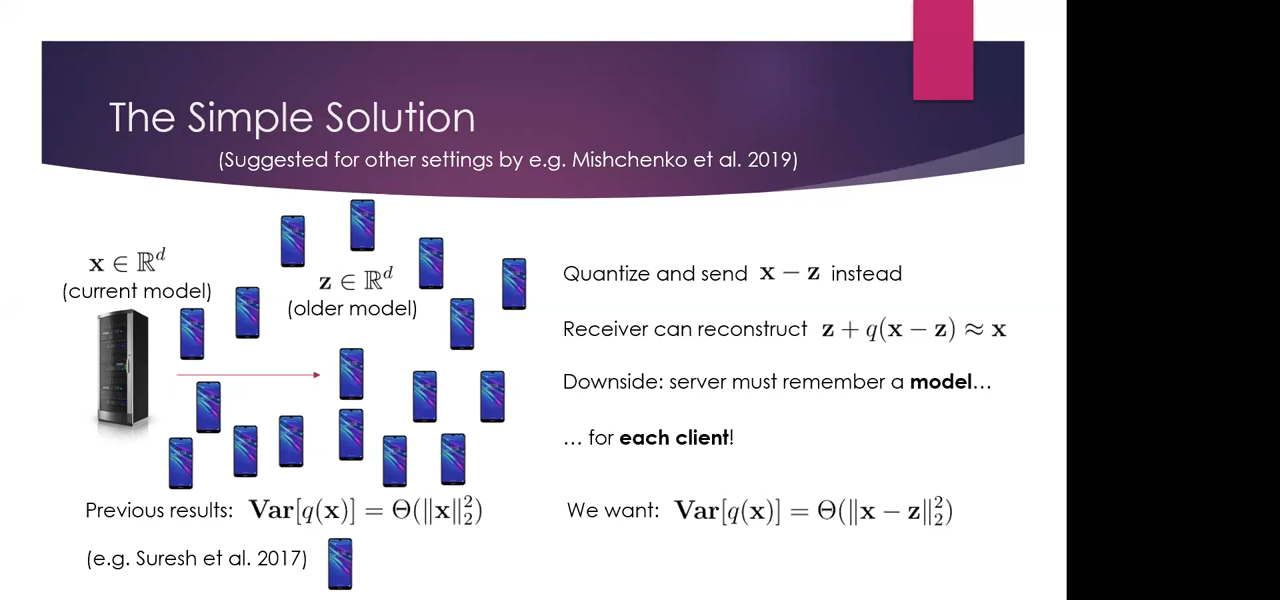 The Simple Solution
(Suggested for other settings by e.g. Mishchenko et al. 2019)
𝐱 ∈ ℝᵈ
(current model)
𝐳 ∈ ℝᵈ
(older model)
Quantize and send 𝐱 − 𝐳 instead
Receiver can reconstruct 𝐳 + q(𝐱 − 𝐳) ≈ 𝐱
Downside: server must remember a model…
… for each client!
Previous results: Var[q(𝐱)] = Θ(‖𝐱‖₂²)
(e.g. Suresh et al. 2017)
We want: Var[q(𝐱)] = Θ(‖𝐱 − 𝐳‖₂²)